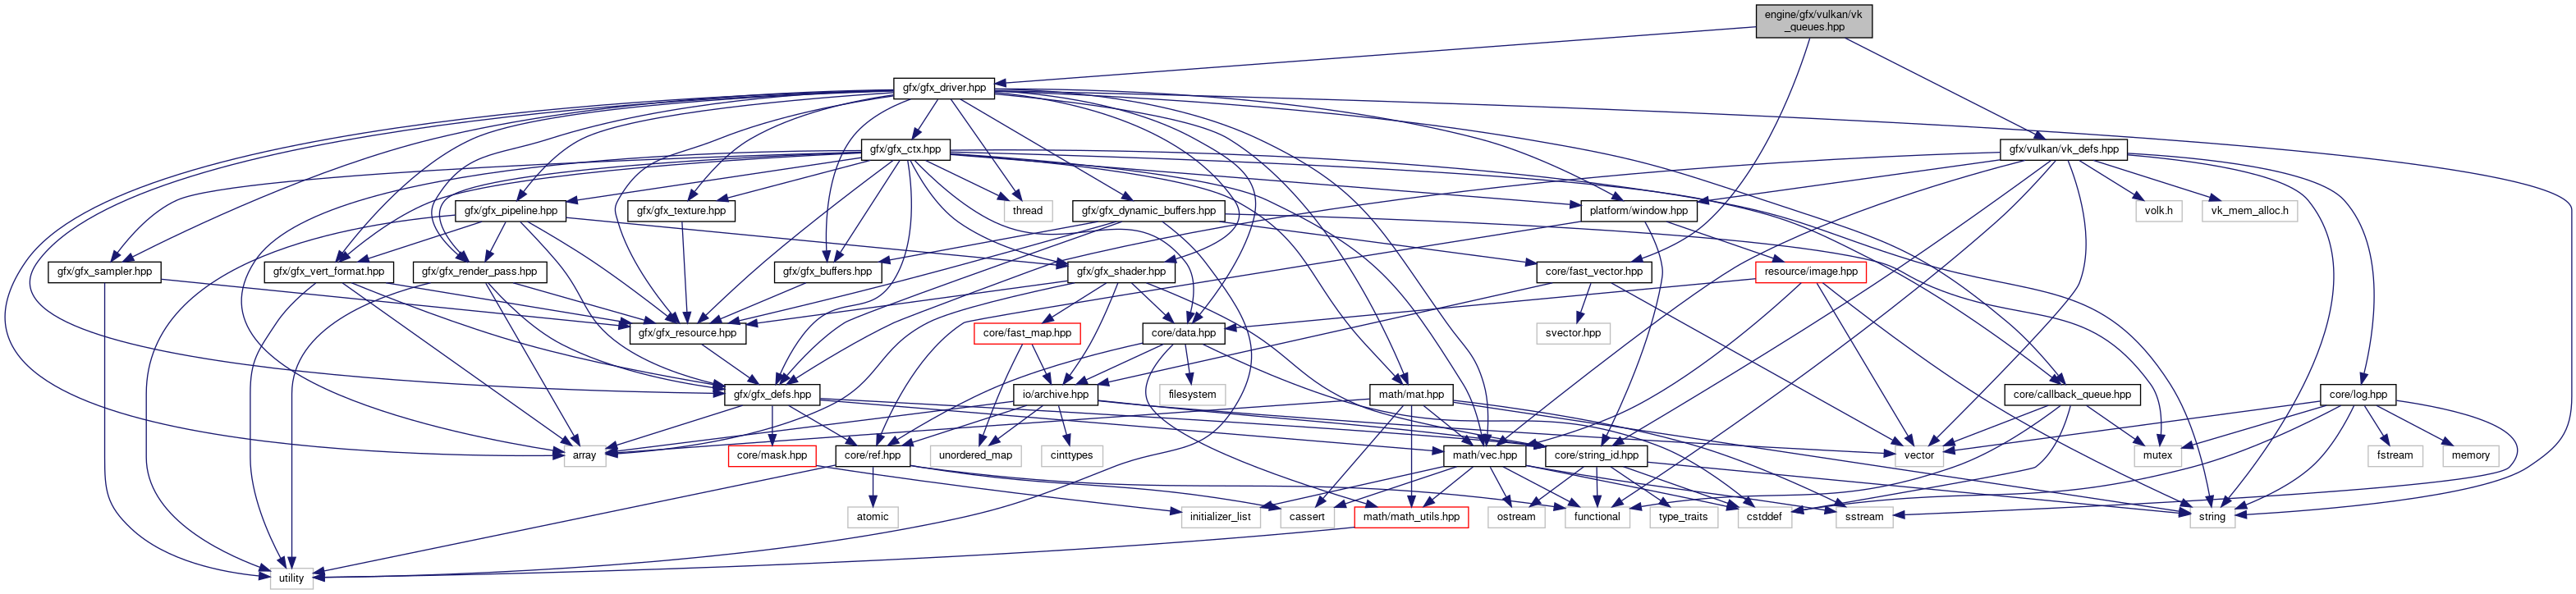 engine/gfx/vulkan/vk
_queues.hpp
gfx/gfx_driver.hpp
gfx/gfx_ctx.hpp
gfx/vulkan/vk_defs.hpp
gfx/gfx_pipeline.hpp
gfx/gfx_texture.hpp
thread
gfx/gfx_dynamic_buffers.hpp
platform/window.hpp
volk.h
vk_mem_alloc.h
gfx/gfx_sampler.hpp
gfx/gfx_vert_format.hpp
gfx/gfx_render_pass.hpp
gfx/gfx_buffers.hpp
gfx/gfx_shader.hpp
core/fast_vector.hpp
resource/image.hpp
gfx/gfx_resource.hpp
core/fast_map.hpp
core/data.hpp
svector.hpp
gfx/gfx_defs.hpp
io/archive.hpp
filesystem
math/mat.hpp
core/callback_queue.hpp
core/log.hpp
array
core/mask.hpp
core/ref.hpp
unordered_map
cinttypes
math/vec.hpp
core/string_id.hpp
vector
mutex
fstream
memory
atomic
initializer_list
cassert
math/math_utils.hpp
ostream
functional
type_traits
cstddef
sstream
string
utility